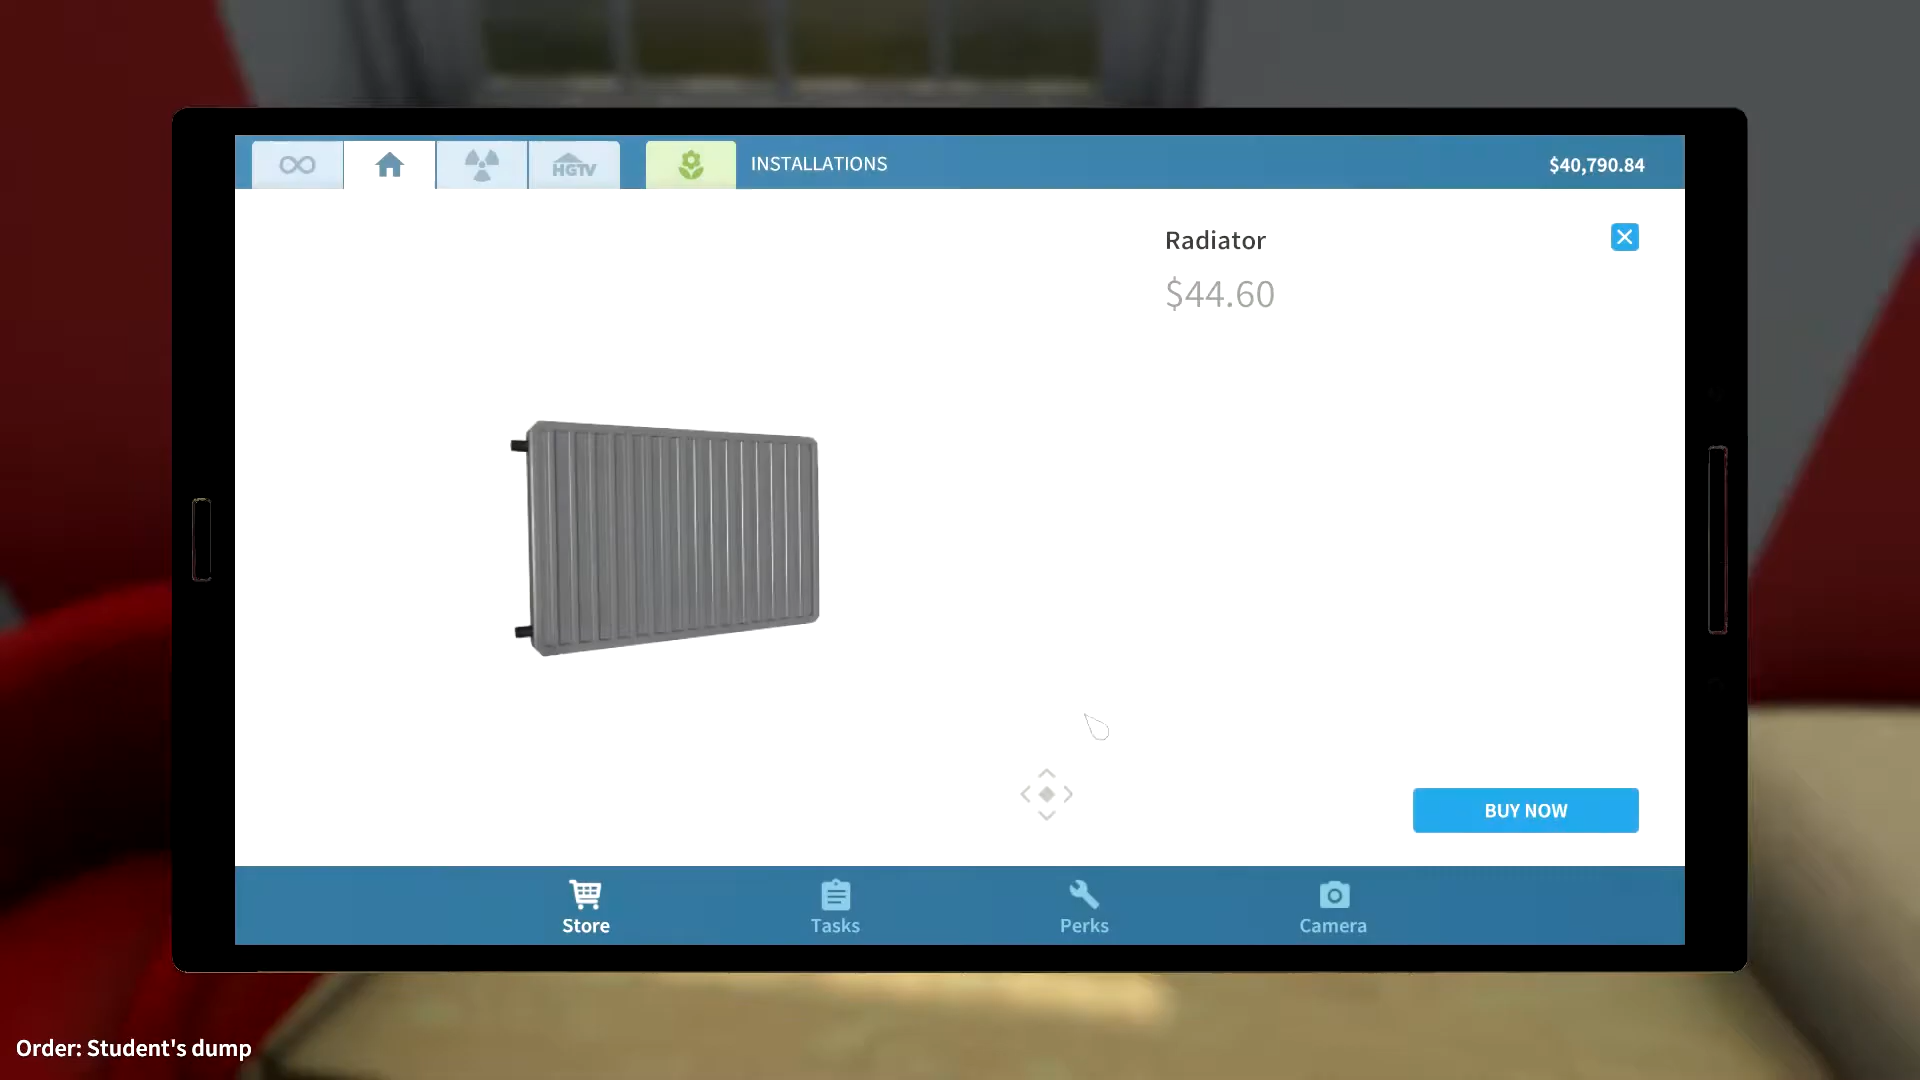 HGTV
INSTALLATIONS
$40,790.84
Radiator
$44.60
BUY NOW
Store
Tasks
Perks
Camera
Order: Student's dump